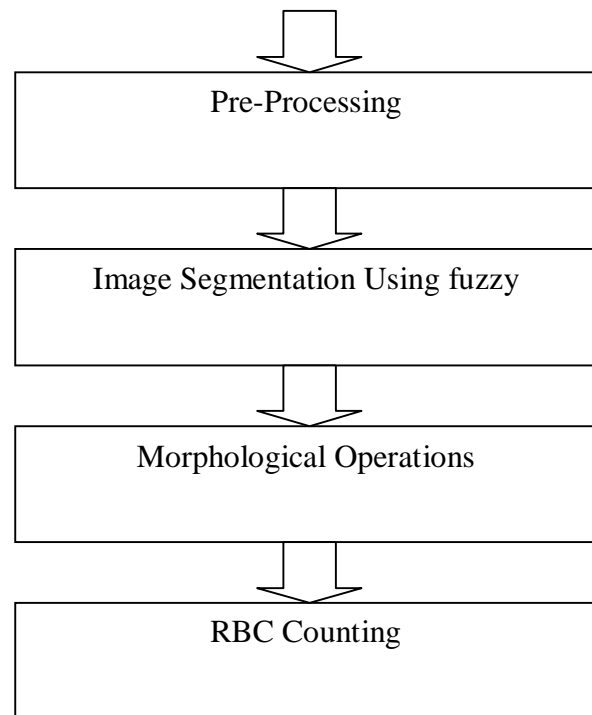 Pre-Processing
Image Segmentation Using fuzzy
Morphological Operations
RBC Counting